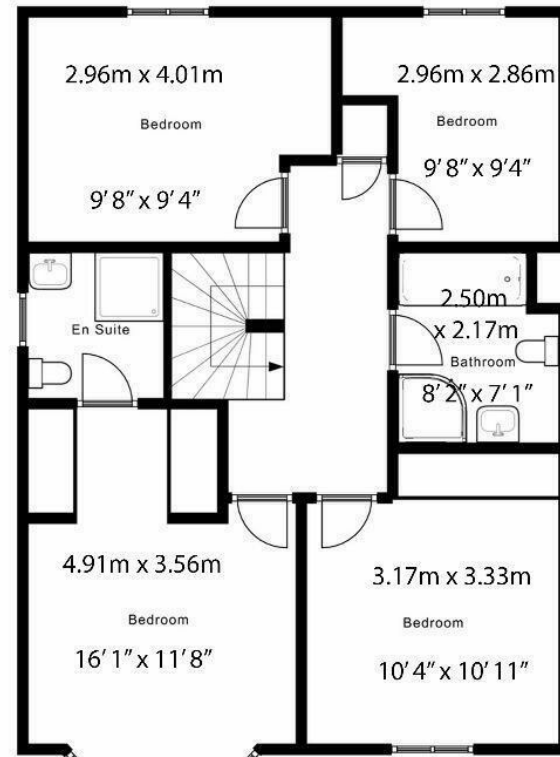 2.96m x 4.01m
Bedroom
9' 8" x 9'4"
2.96m x 2.86m
Bedroom
9' 8" x 9'4"
En Suite
2.50m
x 2.17m
Bathroom
8' 2" x 7' 1"
4.91m x 3.56m
Bedroom
16' 1" x 11' 8"
3.17m x 3.33m
Bedroom
10' 4" x 10' 11"